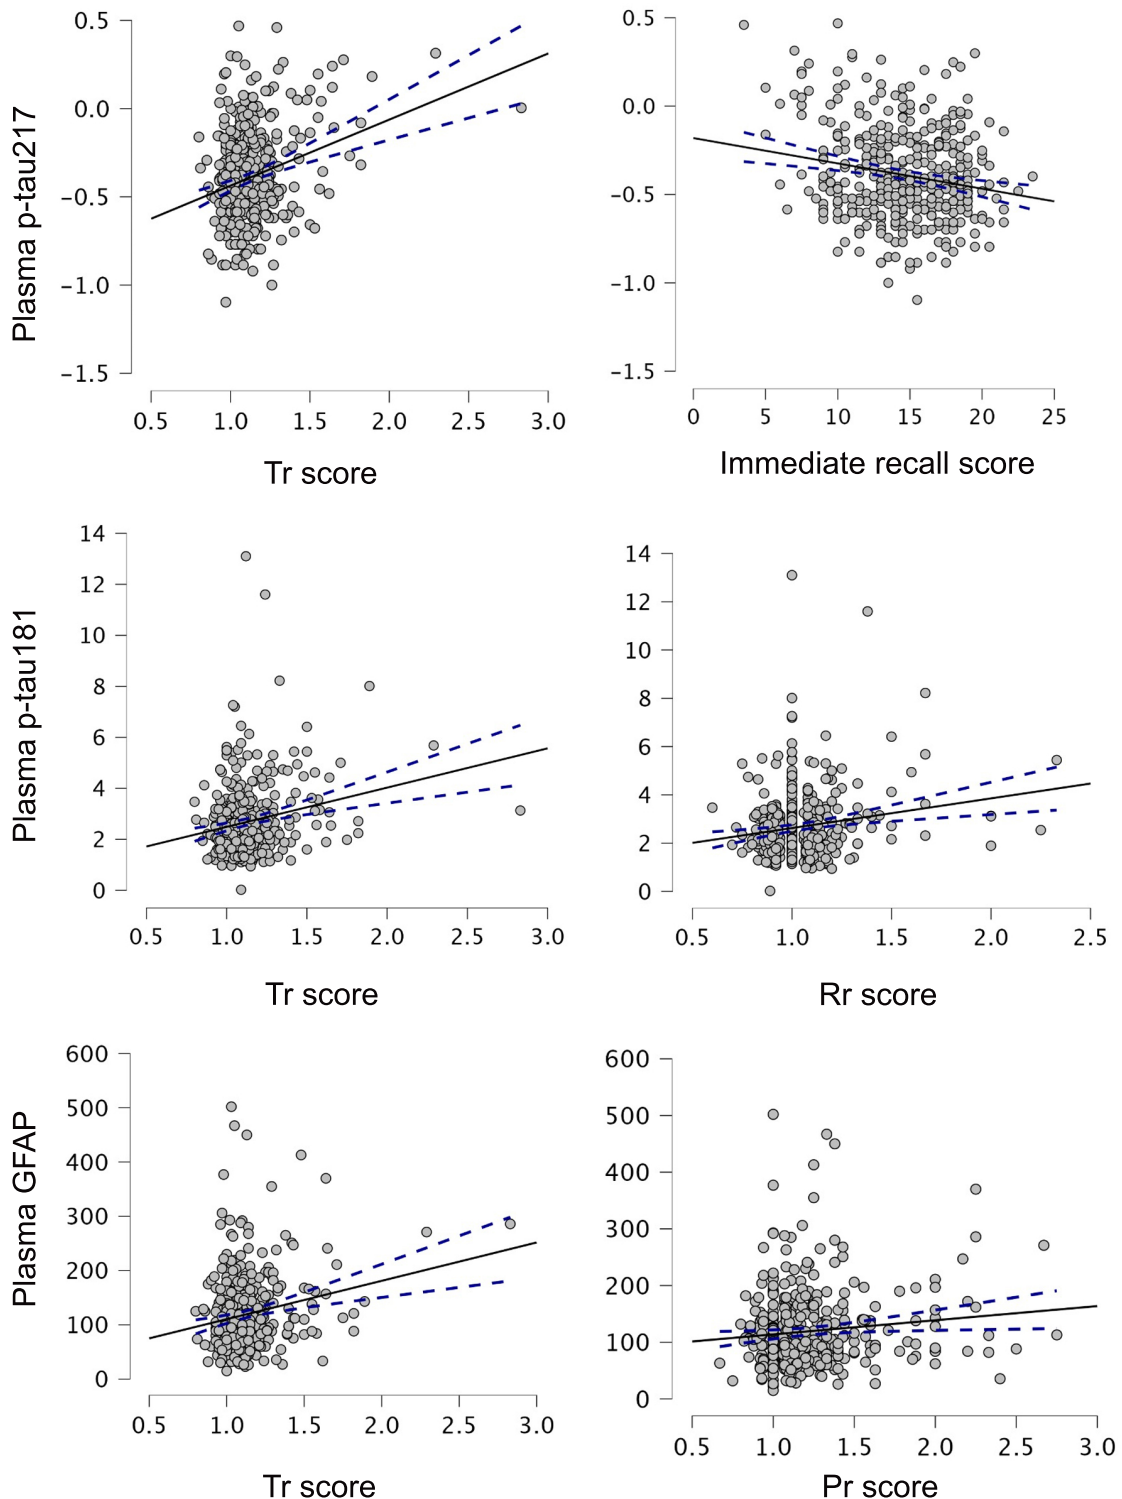 Plasma p-tau217
0.5
0.0
−0.5
−1.0
−1.5
0.5 1.0 1.5 2.0 2.5 3.0
Tr score
0.5
0.0
−0.5
−1.0
−1.5
0 5 10 15 20 25
Immediate recall score
Plasma p-tau181
14
12
10
8
6
4
2
0
0.5 1.0 1.5 2.0 2.5 3.0
Tr score
14
12
10
8
6
4
2
0
0.5 1.0 1.5 2.0 2.5
Rr score
Plasma GFAP
600
500
400
300
200
100
0
0.5 1.0 1.5 2.0 2.5 3.0
Tr score
600
500
400
300
200
100
0
0.5 1.0 1.5 2.0 2.5 3.0
Pr score